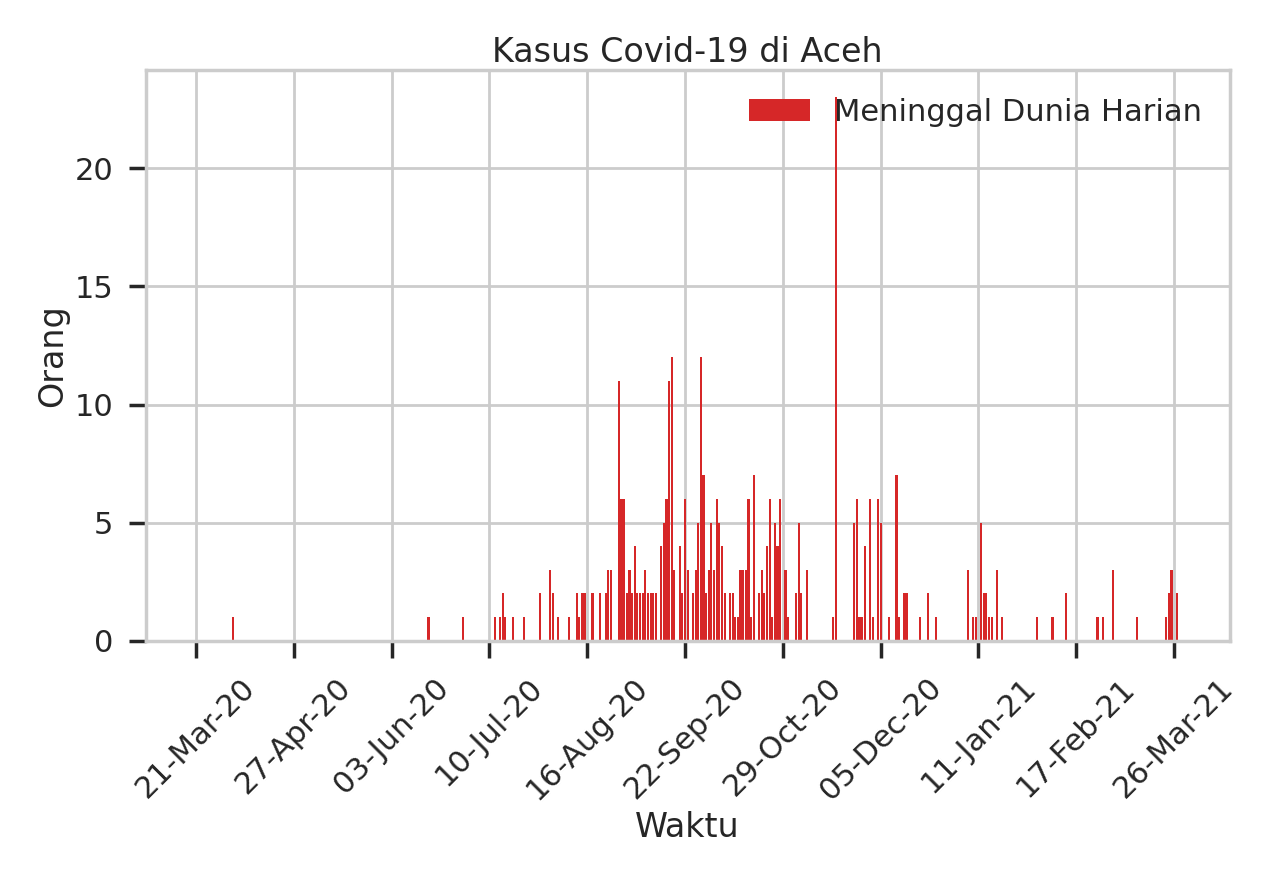 Kasus Covid-19 di Aceh
Meninggal Dunia Harian
Orang
20
15
10
5
0
21-Mar-20
27-Apr-20
03-Jun-20
10-Jul-20
16-Aug-20
22-Sep-20
29-Oct-20
05-Dec-20
11-Jan-21
17-Feb-21
26-Mar-21
Waktu